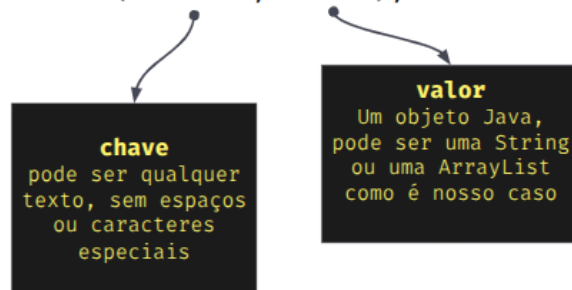 chave
pode ser qualquer
texto, sem espaços
ou caracteres
especiais
valor
Um objeto Java,
pode ser uma String
ou uma ArrayList
como é nosso caso